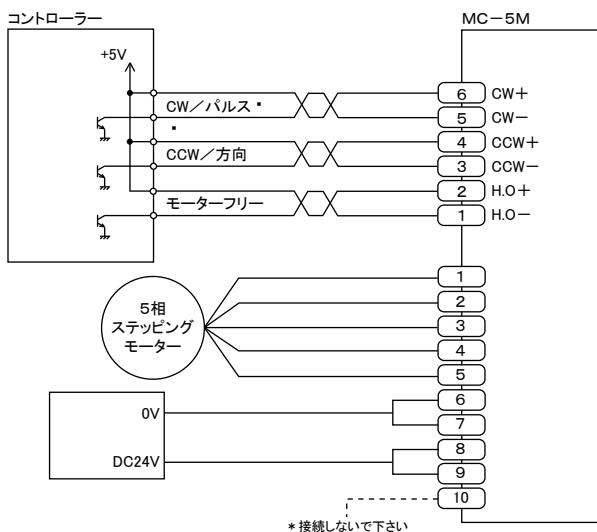 コントローラー
MC－5M
+5V
6 CW＋
CW／パルス
5 CW－
4 CCW＋
CCW／方向
3 CCW－
2 H.O＋
モーターフリー
1 H.O－
1
2
5相
ステッピング
モーター
3
4
5
6
0V
7
8
DC24V
9
10
＊接続しないで下さい